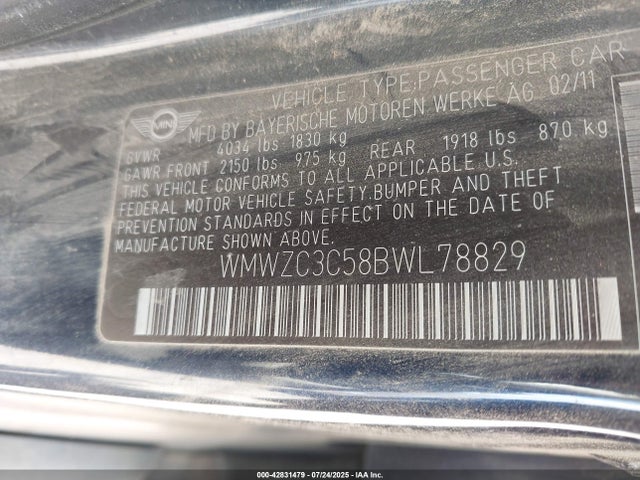 MINI
VEHICLE TYPE:PASSENGER CAR
MFD BY BAYERISCHE MOTOREN WERKE AG 02/11
GVWR 4034 lbs 1830 kg
GAWR FRONT 2150 lbs 975 kg REAR 1918 lbs 870 kg
THIS VEHICLE CONFORMS TO ALL APPLICABLE U.S.
FEDERAL MOTOR VEHICLE SAFETY,BUMPER AND THEFT
PREVENTION STANDARDS IN EFFECT ON THE DATE OF
MANUFACTURE SHOWN ABOVE.
WMWZC3C58BWL78829
000-42831479 | 07/24/2025 | IAA Inc.